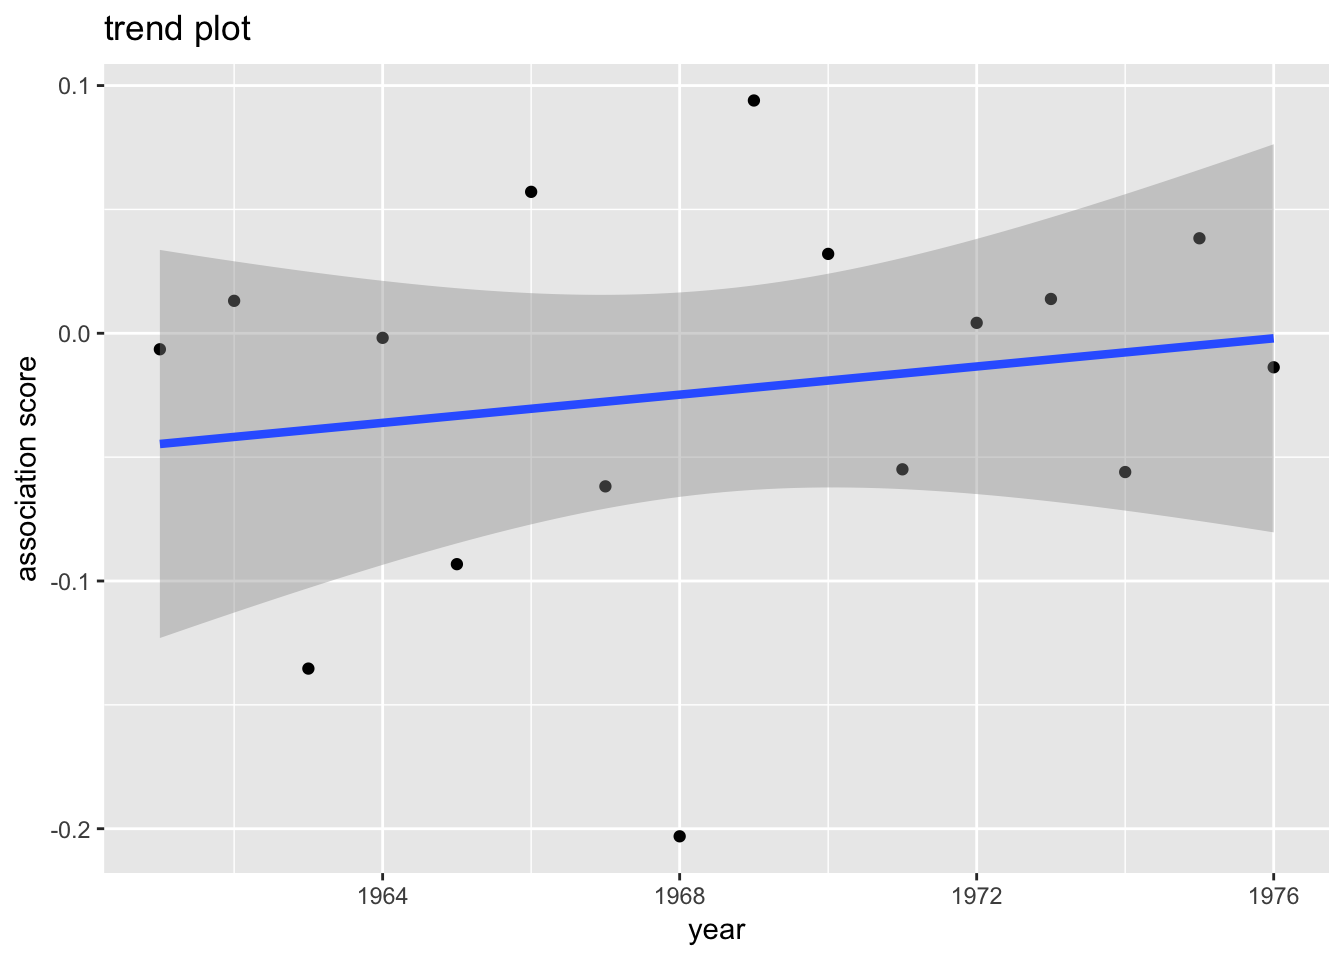 trend plot
0.1
0.0
-0.1
-0.2
association score
1964 1968 1972 1976
year